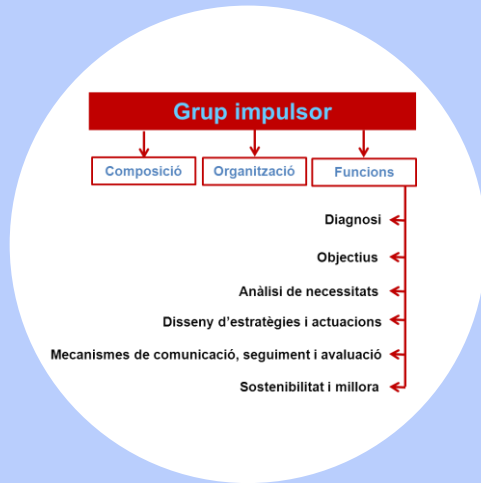 Grup impulsor
Composició
Organització
Funcions
Diagnosi
Objectius
Anàlisi de necessitats
Disseny d'estratègies i actuacions
Mecanismes de comunicació, seguiment i avaluació
Sostenibilitat i millora